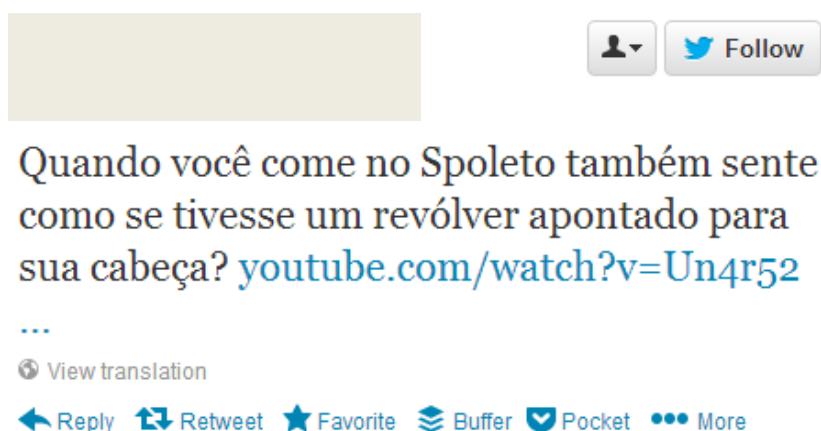 Follow
Quando você come no Spoleto também sente
como se tivesse um revólver apontado para
sua cabeça? youtube.com/watch?v=Un4r52
...
View translation
Reply Retweet Favorite Buffer Pocket More